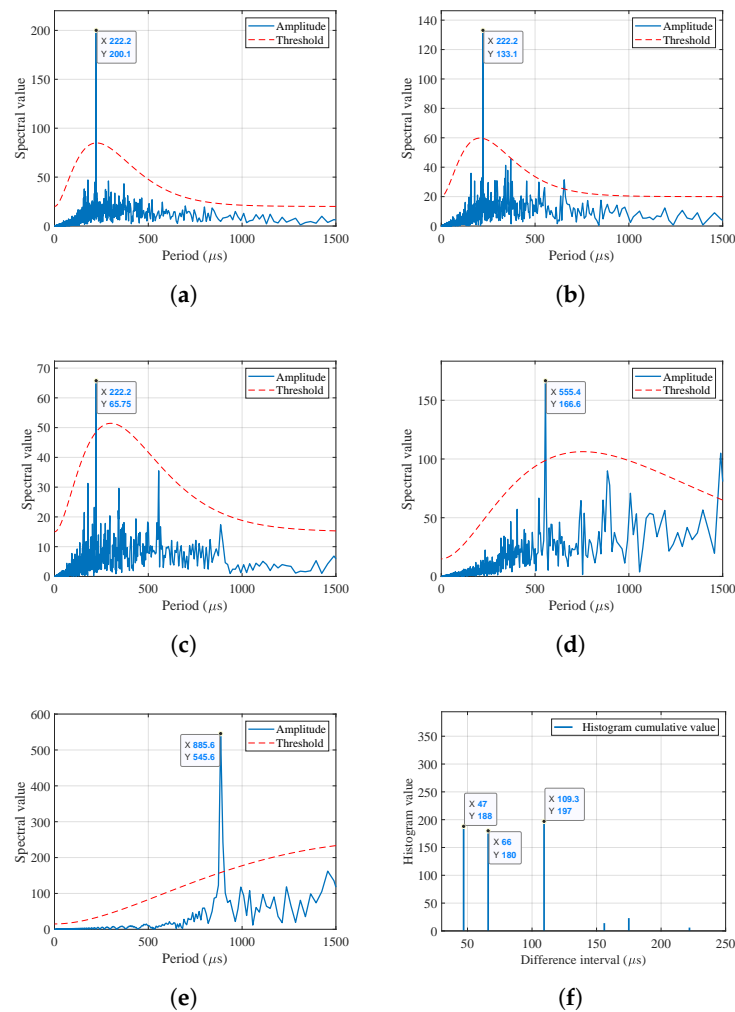 200
150
100
50
0
0
500
1000
1500
Spectral value
Period (μs)
Amplitude
Threshold
X 222.2
Y 200.1
(a)
140
120
100
80
60
40
20
0
0
500
1000
1500
Spectral value
Period (μs)
Amplitude
Threshold
X 222.2
Y 133.1
(b)
70
60
50
40
30
20
10
0
0
500
1000
1500
Spectral value
Period (μs)
Amplitude
Threshold
X 222.2
Y 65.75
(c)
150
100
50
0
0
500
1000
1500
Spectral value
Period (μs)
Amplitude
Threshold
X 555.4
Y 166.6
(d)
600
500
400
300
200
100
0
0
500
1000
1500
Spectral value
Period (μs)
Amplitude
Threshold
X 885.6
Y 545.6
(e)
350
300
250
200
150
100
50
0
50
100
150
200
250
Histogram value
Difference interval (μs)
Histogram cumulative value
X 47
Y 188
X 66
Y 180
X 109.3
Y 197
(f)